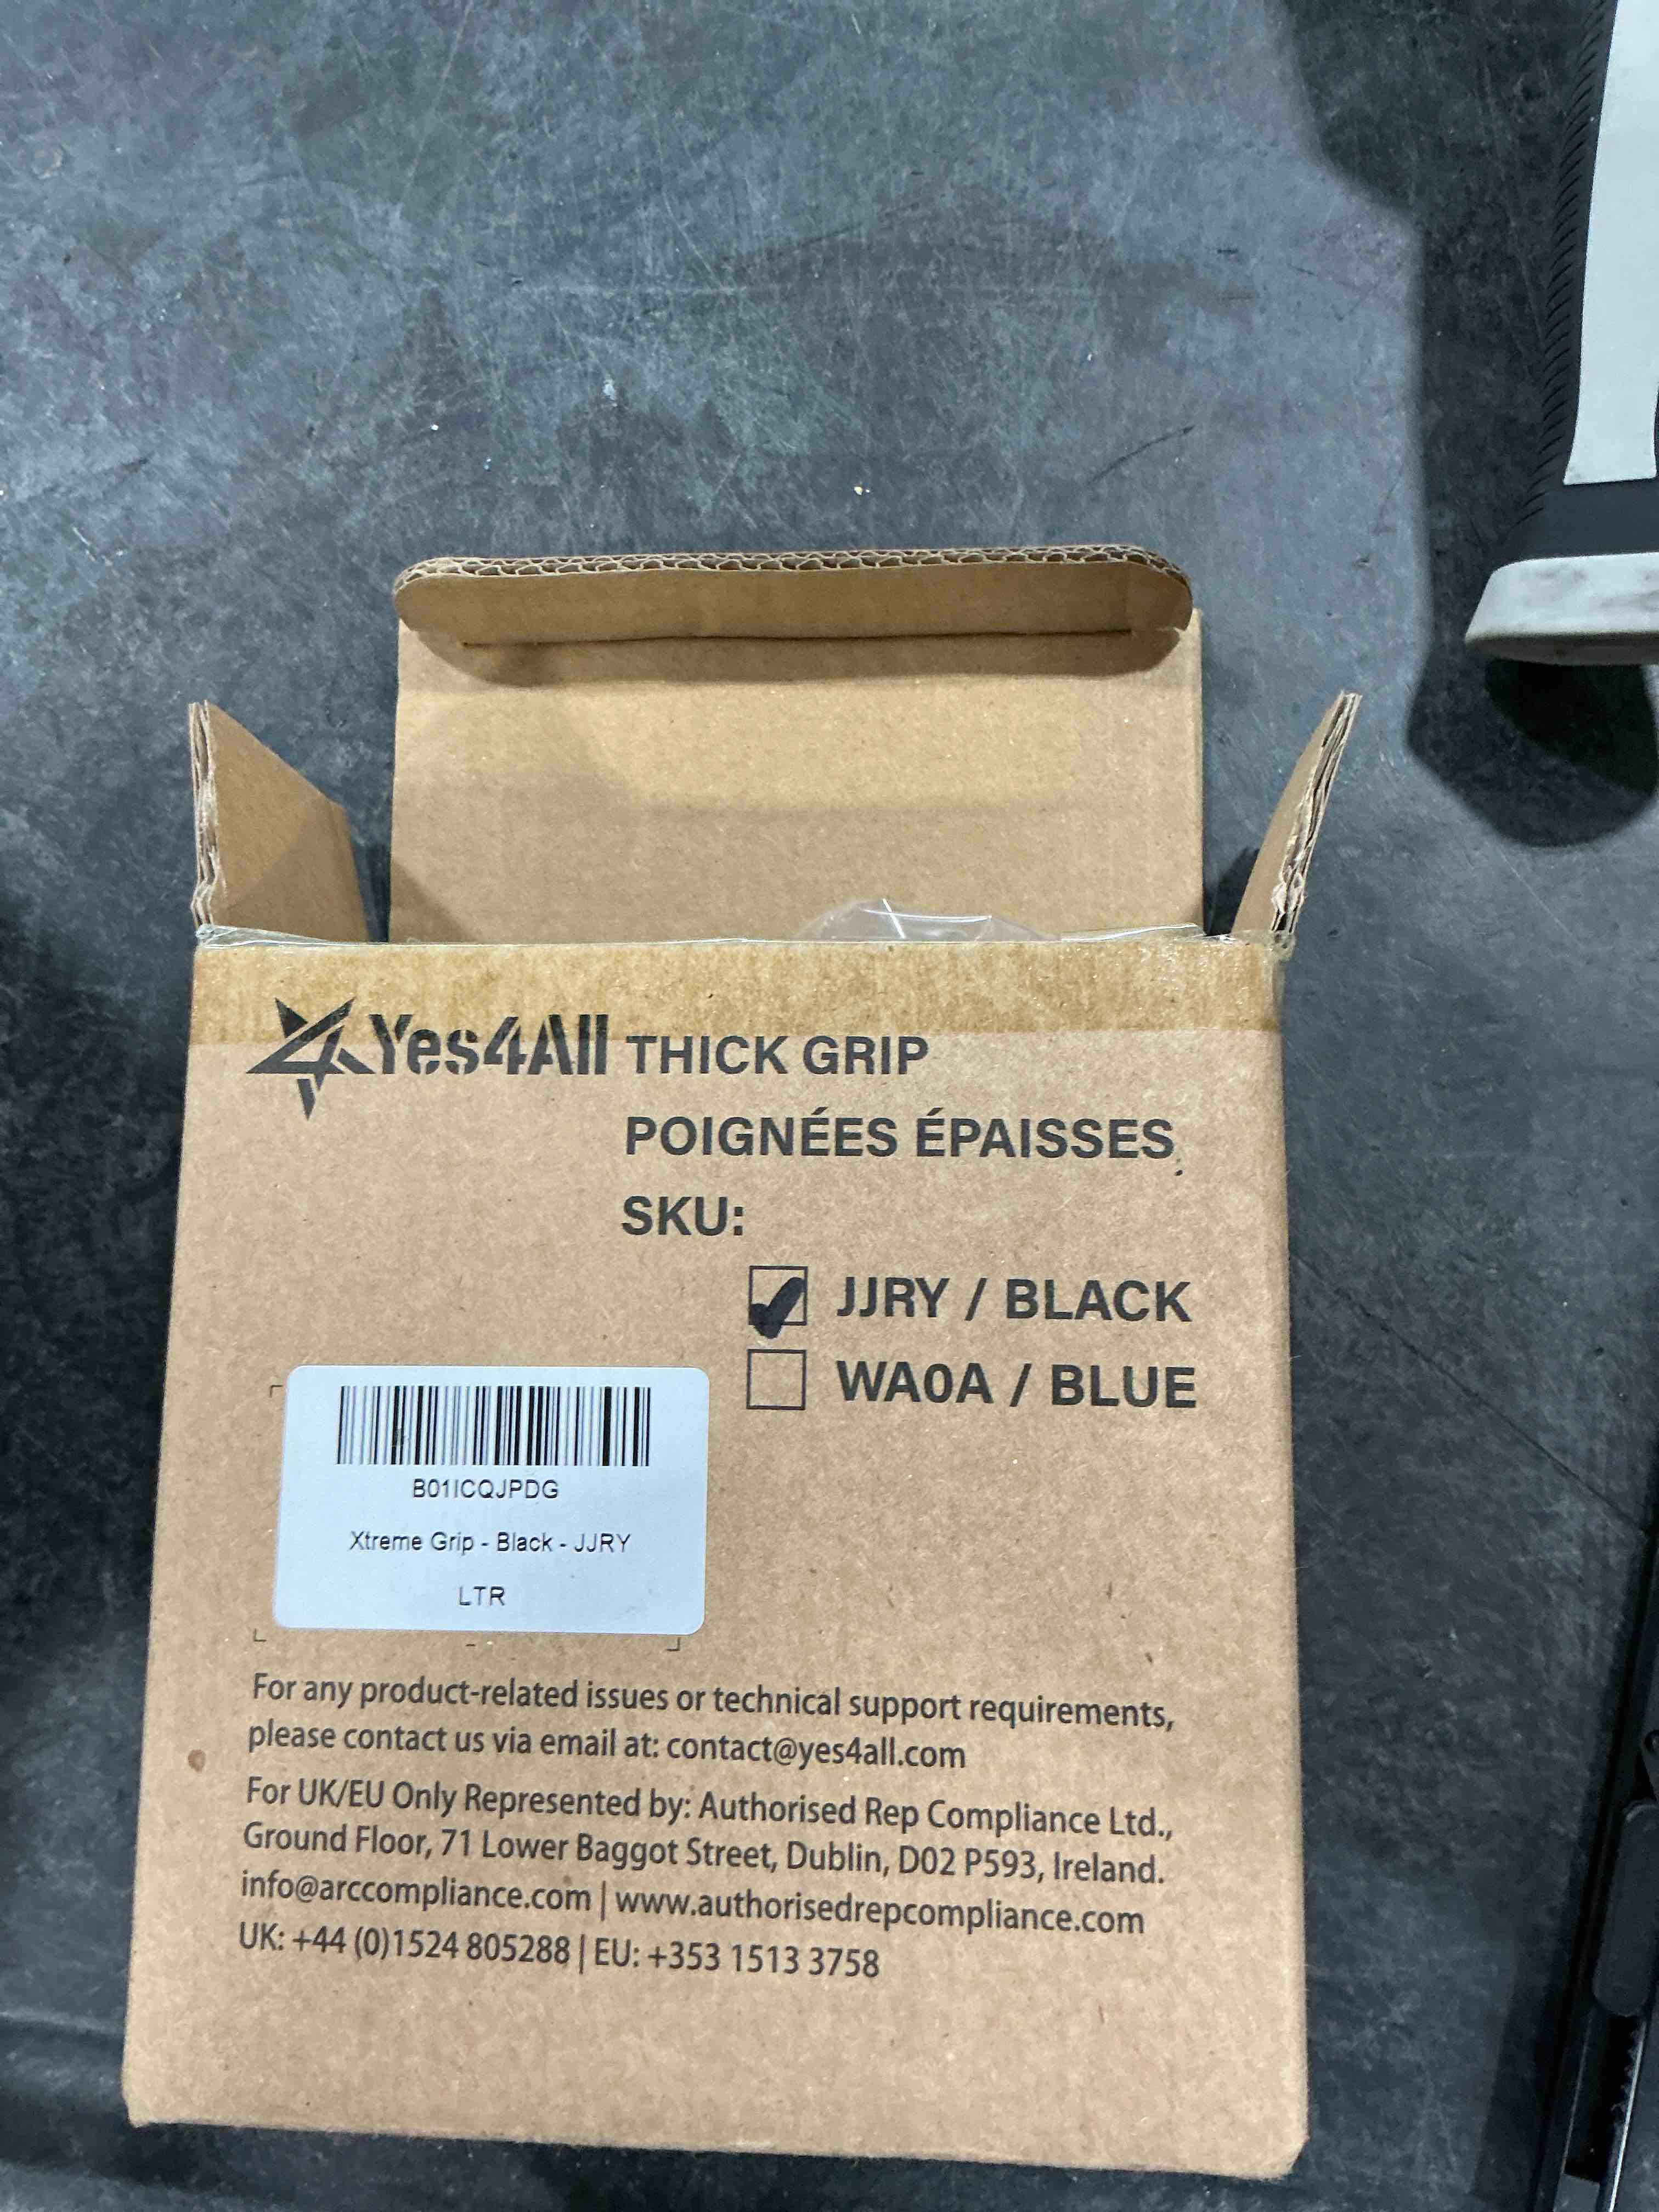 Yes4All THICK GRIP
POIGNÉES ÉPAISSES
SKU:
JJRY / BLACK
WA0A / BLUE
B01ICQJPDG
Xtreme Grip - Black - JJRY
LTR
For any product-related issues or technical support requirements,
please contact us via email at: contact@yes4all.com
For UK/EU Only Represented by: Authorised Rep Compliance Ltd.,
Ground Floor, 71 Lower Baggot Street, Dublin, D02 P593, Ireland.
info@arccompliance.com | www.authorisedrepcompliance.com
UK: +44 (0)1524 805288 | EU: +353 1513 3758